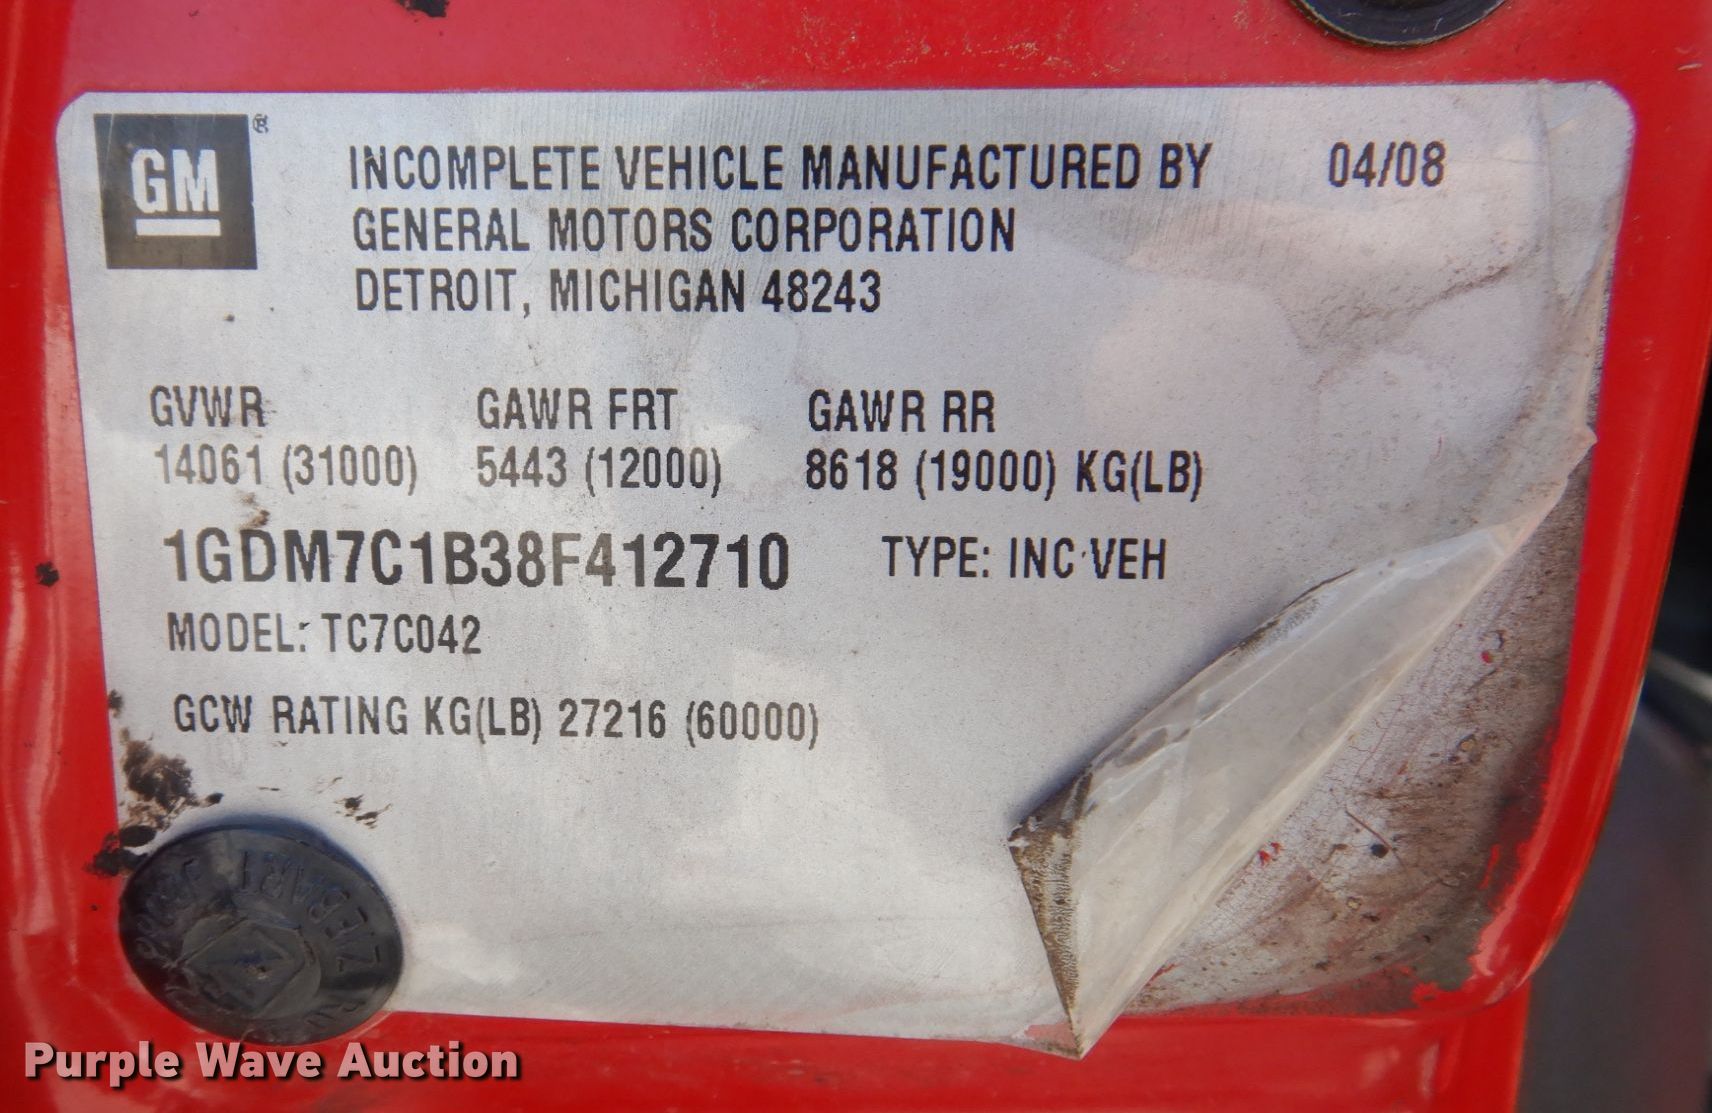 GM®
INCOMPLETE VEHICLE MANUFACTURED BY 04/08
GENERAL MOTORS CORPORATION
DETROIT, MICHIGAN 48243
GVWR GAWR FRT GAWR RR
14061 (31000) 5443 (12000) 8618 (19000) KG(LB)
1GDM7C1B38F412710 TYPE: INC VEH
MODEL: TC7C042
GCW RATING KG(LB) 27216 (60000)
ZIEBART
Purple Wave Auction